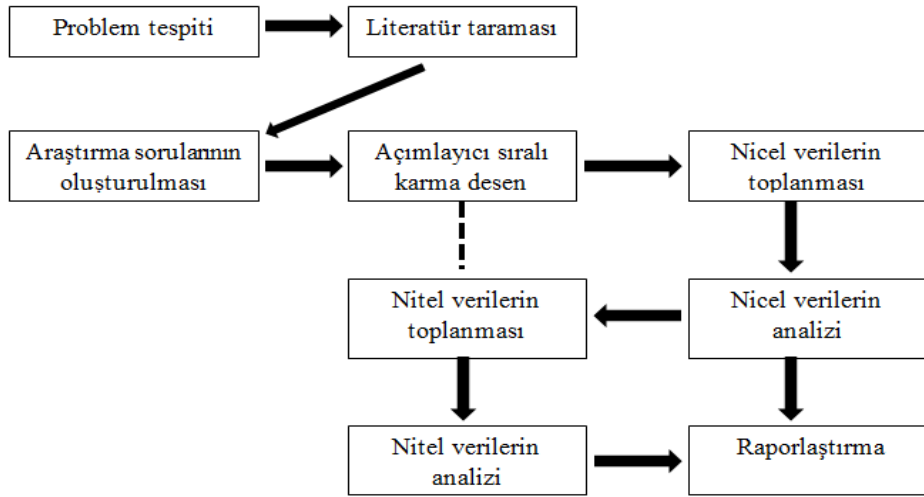 Problem tespiti
Literatür taraması
Araştırma sorularının
oluşturulması
Açımlayıcı sıralı
karma desen
Nicel verilerin
toplanması
Nitel verilerin
toplanması
Nicel verilerin
analizi
Nitel verilerin
analizi
Raporlaştırma